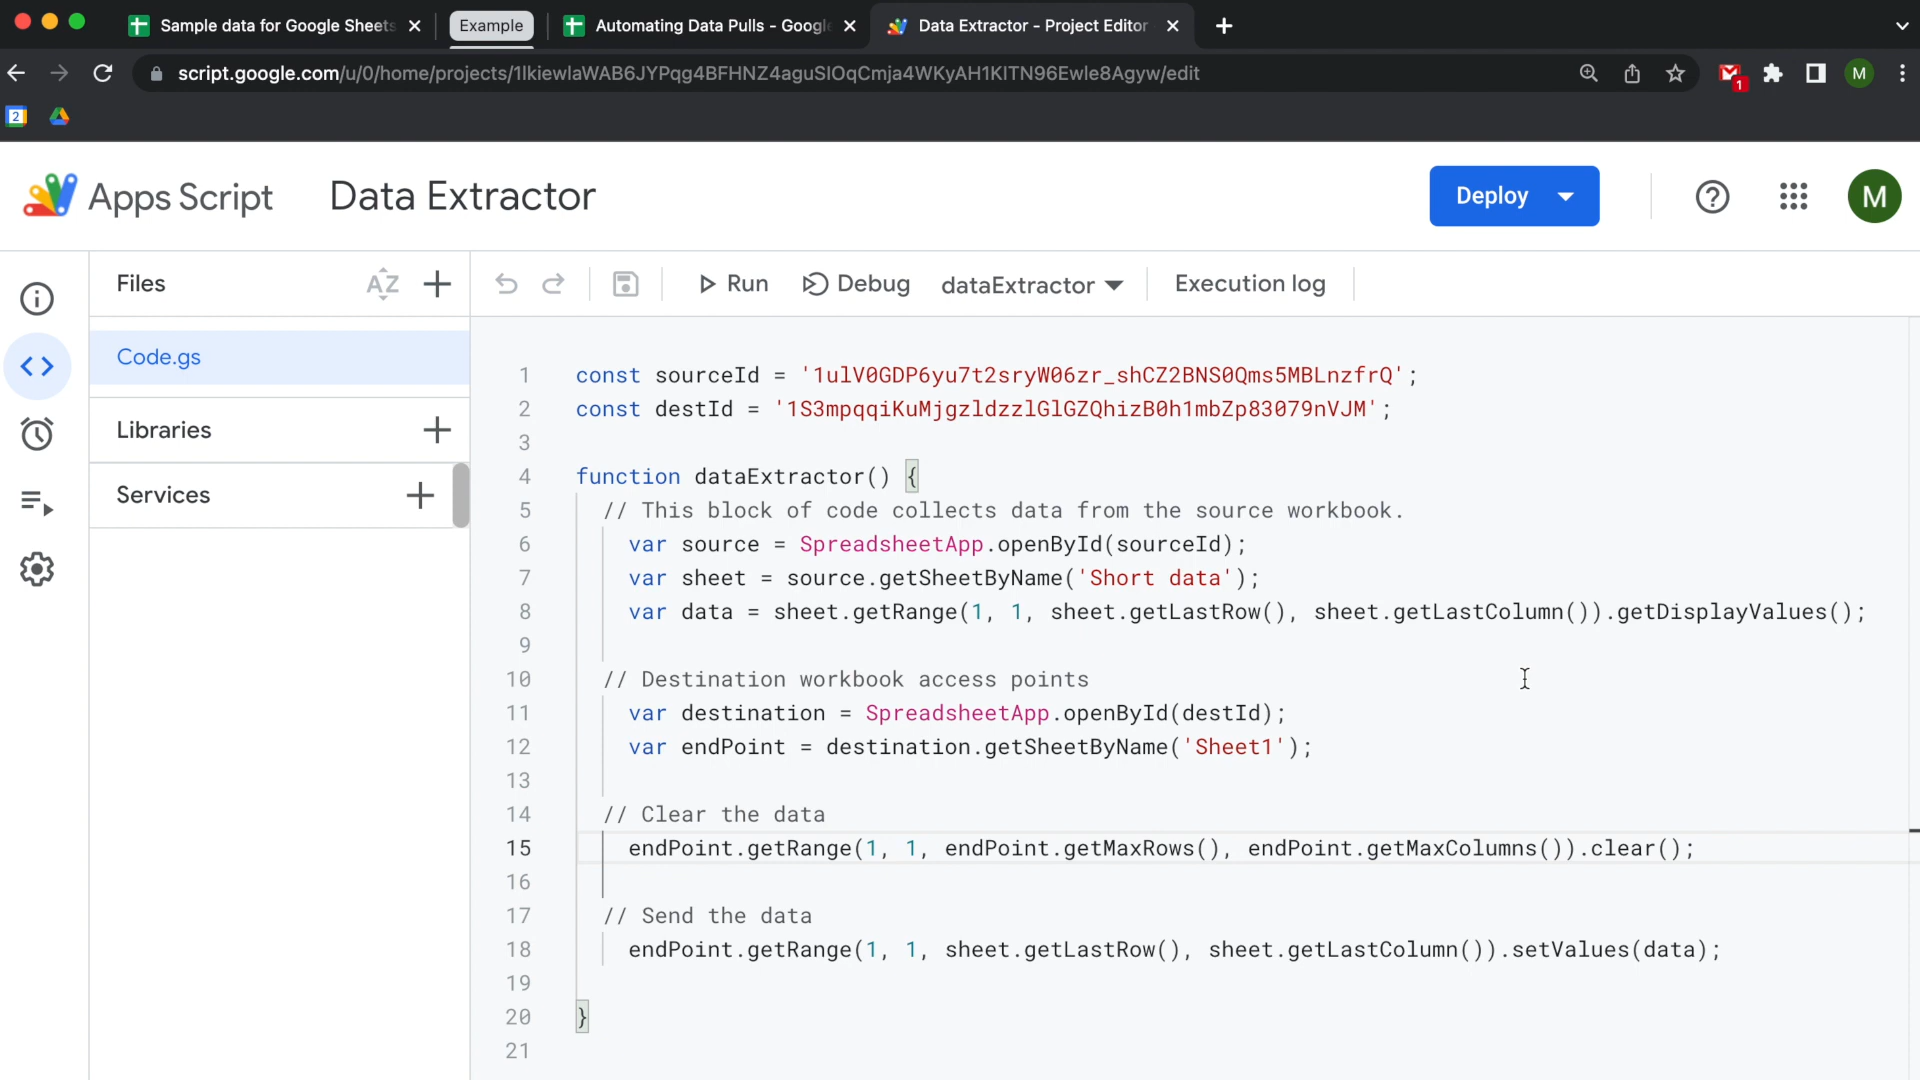 Sample data for Google Sheets
Example
Automating Data Pulls - Google
Data Extractor - Project Editor
script.google.com/u/0/home/projects/1lkiewlaWAB6JYPqg4BFHNZ4aguSIOqCmja4WKyAH1KITN96Ewle8Agyw/edit
1
M
2
Apps Script
Data Extractor
Deploy
M
Files
AZ
Run
Debug
dataExtractor
Execution log
Code.gs
Libraries
Services
1 const sourceId = '1ulV0GDP6yu7t2sryW06zr_shCZ2BNS0Qms5MBLnzfrQ';
2 const destId = '1S3mpqqiKuMjgzldzzlGlGZQhizB0h1mbZp83079nVJM';
3
4 function dataExtractor() {
5 // This block of code collects data from the source workbook.
6 var source = SpreadsheetApp.openById(sourceId);
7 var sheet = source.getSheetByName('Short data');
8 var data = sheet.getRange(1, 1, sheet.getLastRow(), sheet.getLastColumn()).getDisplayValues();
9
10 // Destination workbook access points
11 var destination = SpreadsheetApp.openById(destId);
12 var endPoint = destination.getSheetByName('Sheet1');
13
14 // Clear the data
15 endPoint.getRange(1, 1, endPoint.getMaxRows(), endPoint.getMaxColumns()).clear();
16
17 // Send the data
18 endPoint.getRange(1, 1, sheet.getLastRow(), sheet.getLastColumn()).setValues(data);
19
20 }
21